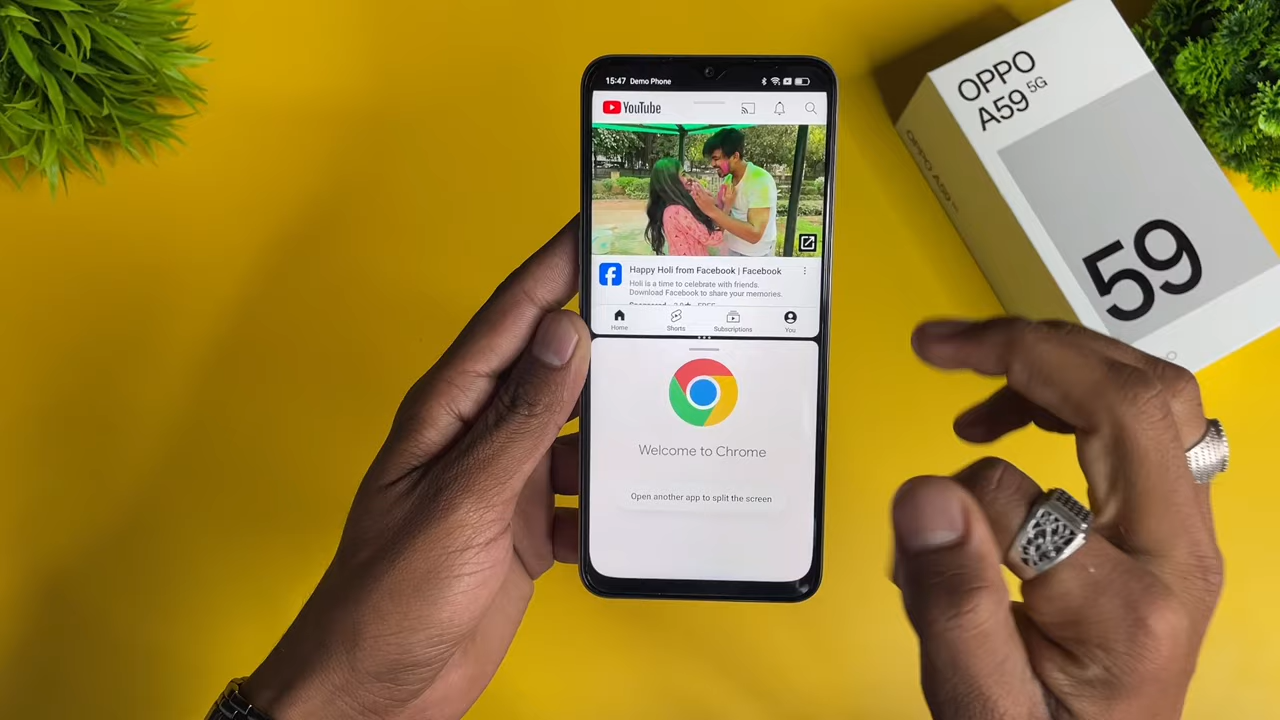 15:47 Demo Phone
YouTube
Happy Holi from Facebook | Facebook
Holi is a time to celebrate with friends.
Download Facebook to share your memories.
Home
Shorts
Subscriptions
You
Welcome to Chrome
Open another app to split the screen
OPPO
A59 5G
OPPO A59
59